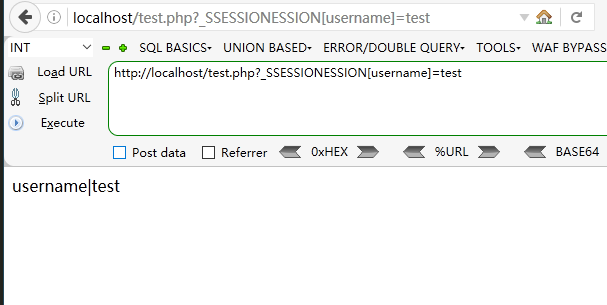 localhost/test.php?_SSESSIONESSION[username]=test
INT SQL BASICS UNION BASED ERROR/DOUBLE QUERY TOOLS WAF BYPASS
Load URL http://localhost/test.php?_SSESSIONESSION[username]=test
Split URL
Execute
Post data Referrer 0xHEX %URL BASE64
username|test